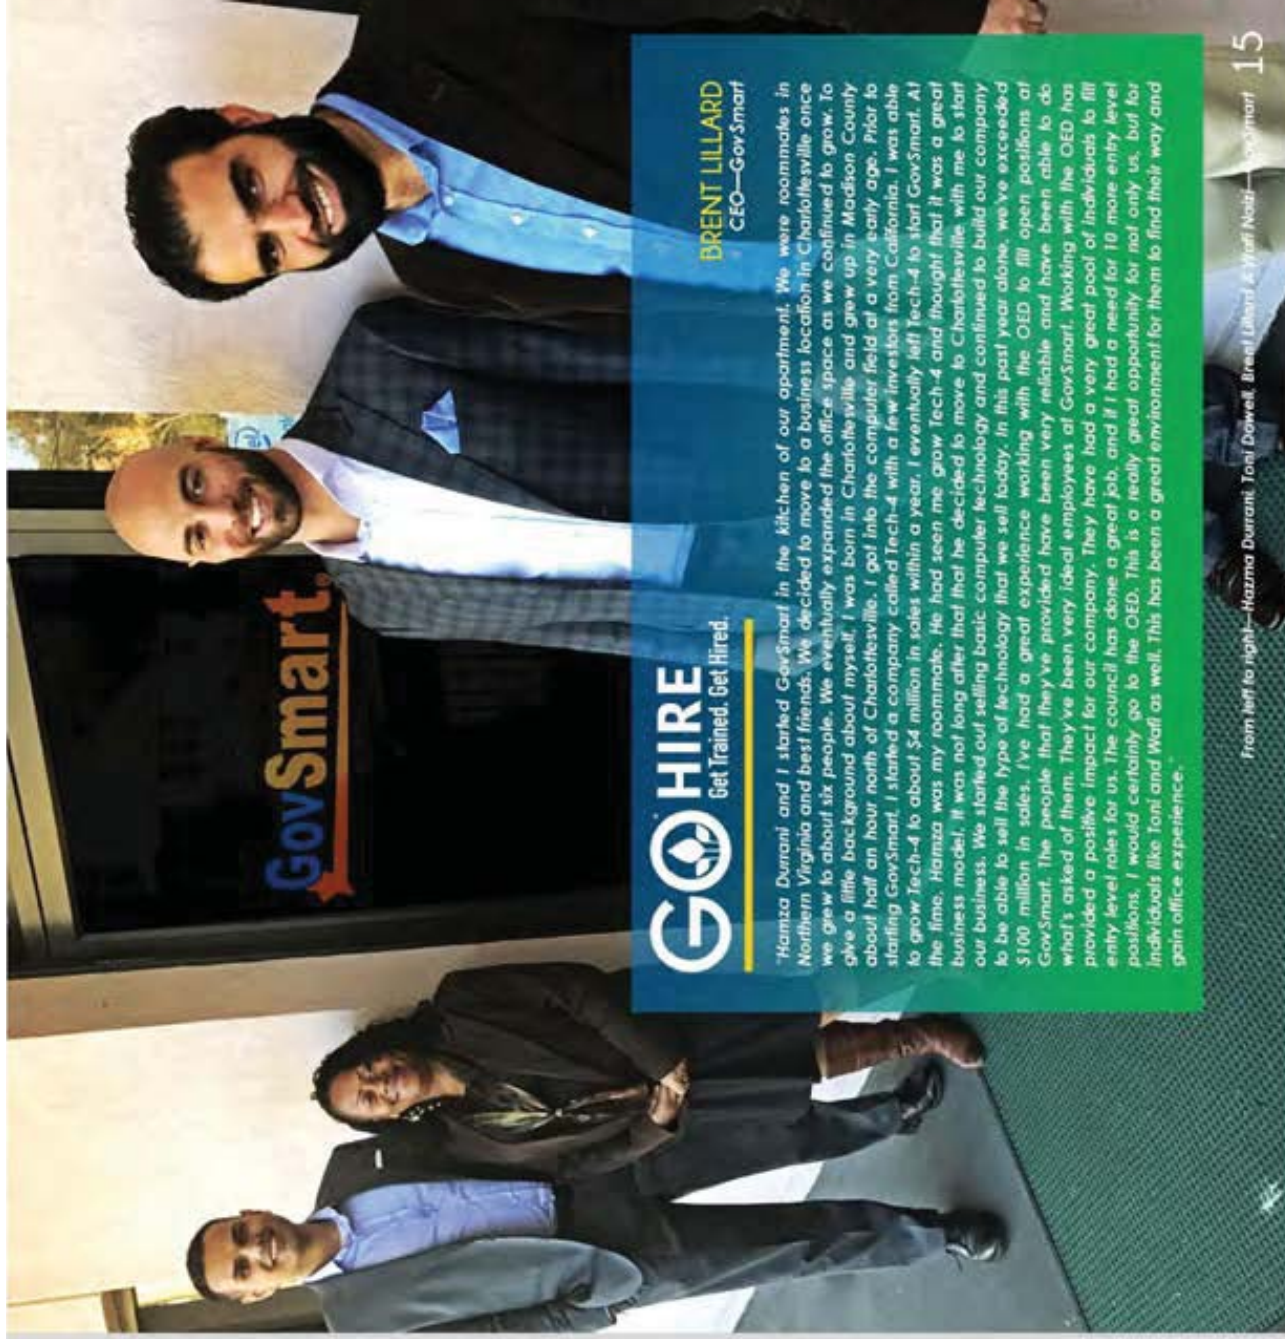 GovSmart®
intel
GO HIRE
Get Trained. Get Hired.
BRENT LILLARD
CEO—GovSmart
"Hamza Durrani and I started GovSmart in the kitchen of our apartment. We were roommates in
Northern Virginia and best friends. We decided to move to a business location in Charlottesville once
we grew to about six people. We eventually expanded the office space as we continued to grow. To
give a little background about myself, I was born in Charlottesville and grew up in Madison County
about half an hour north of Charlottesville. I got into the computer field at a very early age. Prior to
starting GovSmart, I started a company called Tech-4 with a few investors from California. I was able
to grow Tech-4 to about $4 million in sales within a year. I eventually left Tech-4 to start GovSmart. At
the time, Hamza was my roommate. He had seen me grow Tech-4 and thought that it was a great
business model. It was not long after that that he decided to move to Charlottesville with me to start
our business. We started out selling basic computer technology and continued to build our company
to be able to sell the type of technology that we sell today. In this past year alone, we've exceeded
$100 million in sales. I've had a great experience working with the OED to fill open positions at
GovSmart. The people that they've provided have been very reliable and have been able to do
what's asked of them. They've been very ideal employees at GovSmart. Working with the OED has
provided a positive impact for our company. They have had a very great pool of individuals to fill
entry level roles for us. The council has done a great job, and if I had a need for 10 more entry level
positions, I would certainly go to the OED. This is a really great opportunity for not only us, but for
individuals like Toni and Wafi as well. This has been a great environment for them to find their way and
gain office experience."
From left to right—Hazma Durrani, Toni Dowell, Brent Lillard & Wafi Noizi—GovSmart 15